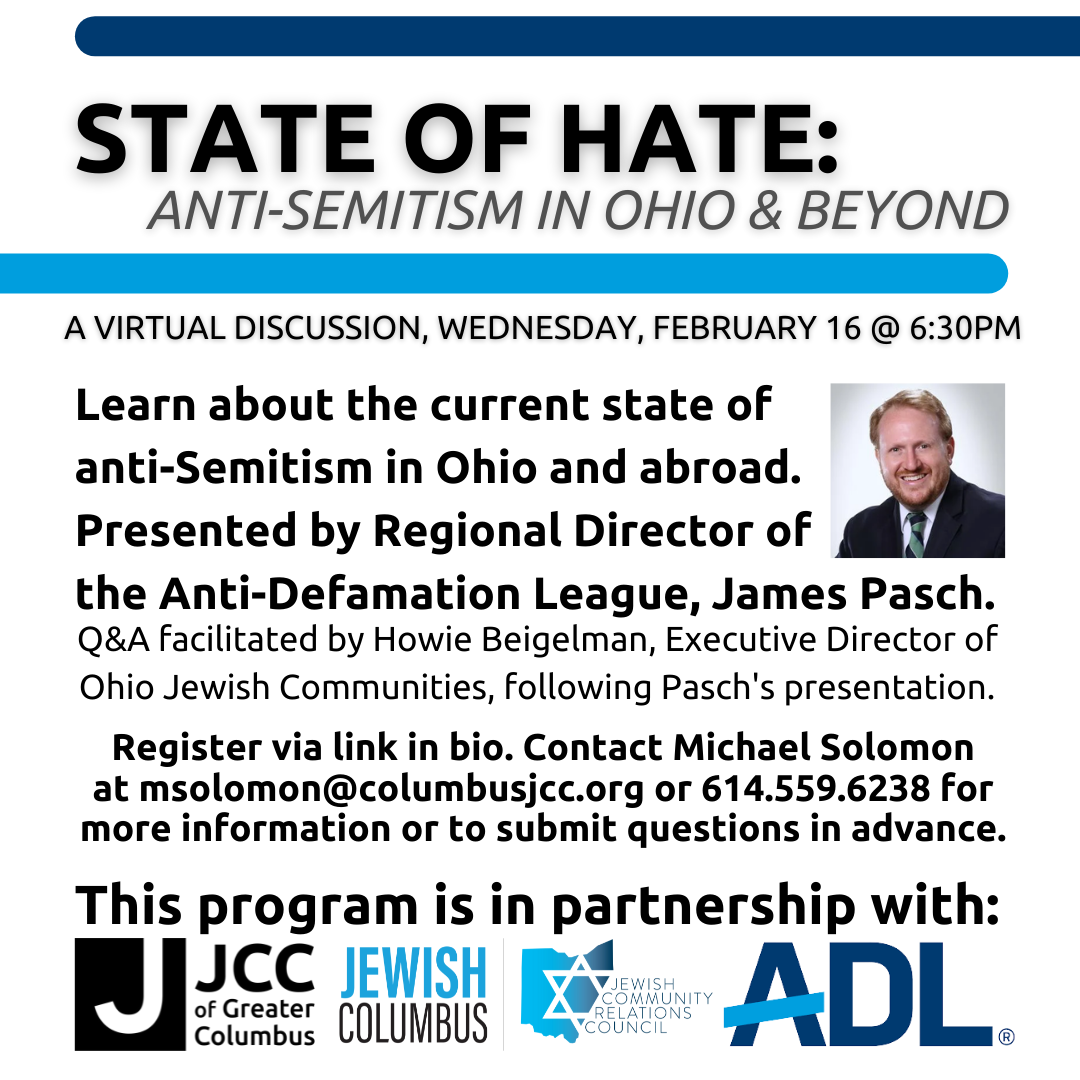 STATE OF HATE:
ANTI-SEMITISM IN OHIO & BEYOND
A VIRTUAL DISCUSSION, WEDNESDAY, FEBRUARY 16 @ 6:30PM
Learn about the current state of
anti-Semitism in Ohio and abroad.
Presented by Regional Director of
the Anti-Defamation League, James Pasch.
Q&A facilitated by Howie Beigelman, Executive Director of
Ohio Jewish Communities, following Pasch's presentation.
Register via link in bio. Contact Michael Solomon
at msolomon@columbusjcc.org or 614.559.6238 for
more information or to submit questions in advance.
This program is in partnership with:
J
JCC
of Greater
Columbus
JEWISH
COLUMBUS
JEWISH
COMMUNITY
RELATIONS
COUNCIL
ADL®